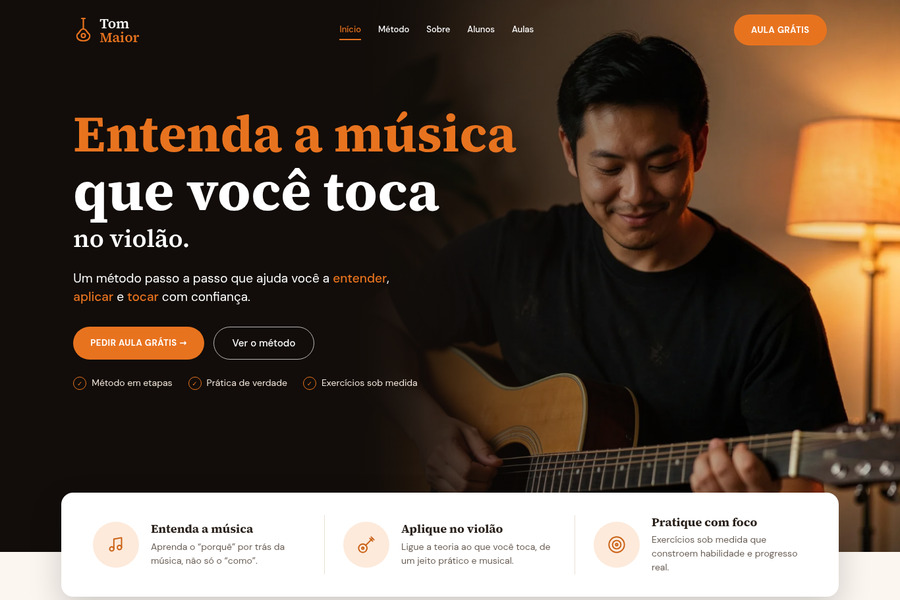 Tom
Maior
Início
Método
Sobre
Alunos
Aulas
AULA GRÁTIS
Entenda a música
que você toca
no violão.
Um método passo a passo que ajuda você a entender,
aplicar e tocar com confiança.
PEDIR AULA GRÁTIS →
Ver o método
✓ Método em etapas
✓ Prática de verdade
✓ Exercícios sob medida
Entenda a música
Aprenda o “porquê” por trás da
música, não só o “como”.
Aplique no violão
Ligue a teoria ao que você toca, de
um jeito prático e musical.
Pratique com foco
Exercícios sob medida que
constroem habilidade e progresso
real.